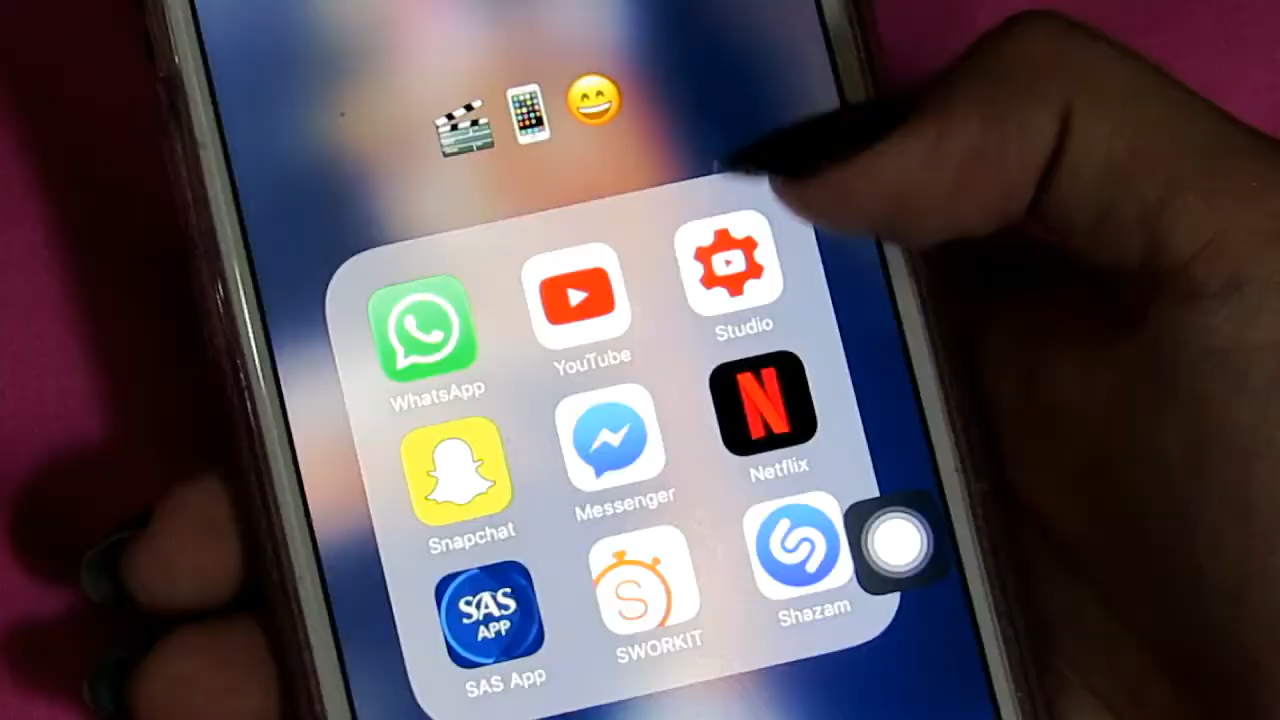 WhatsApp
YouTube
Studio
Snapchat
Messenger
N
Netflix
SAS
APP
SAS App
S
SWORKIT
Shazam